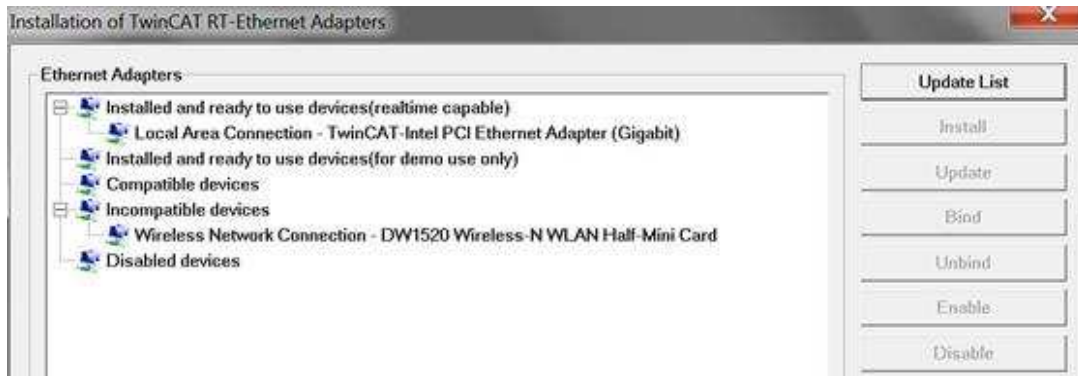 Installation of TwinCAT RT-Ethernet Adapters
Ethernet Adapters
Installed and ready to use devices(realtime capable)
Local Area Connection - TwinCAT-Intel PCI Ethernet Adapter (Gigabit)
Installed and ready to use devices(for demo use only)
Compatible devices
Incompatible devices
Wireless Network Connection - DW1520 Wireless-N WLAN Half-Mini Card
Disabled devices
Update List
Install
Update
Bind
Unbind
Enable
Disable